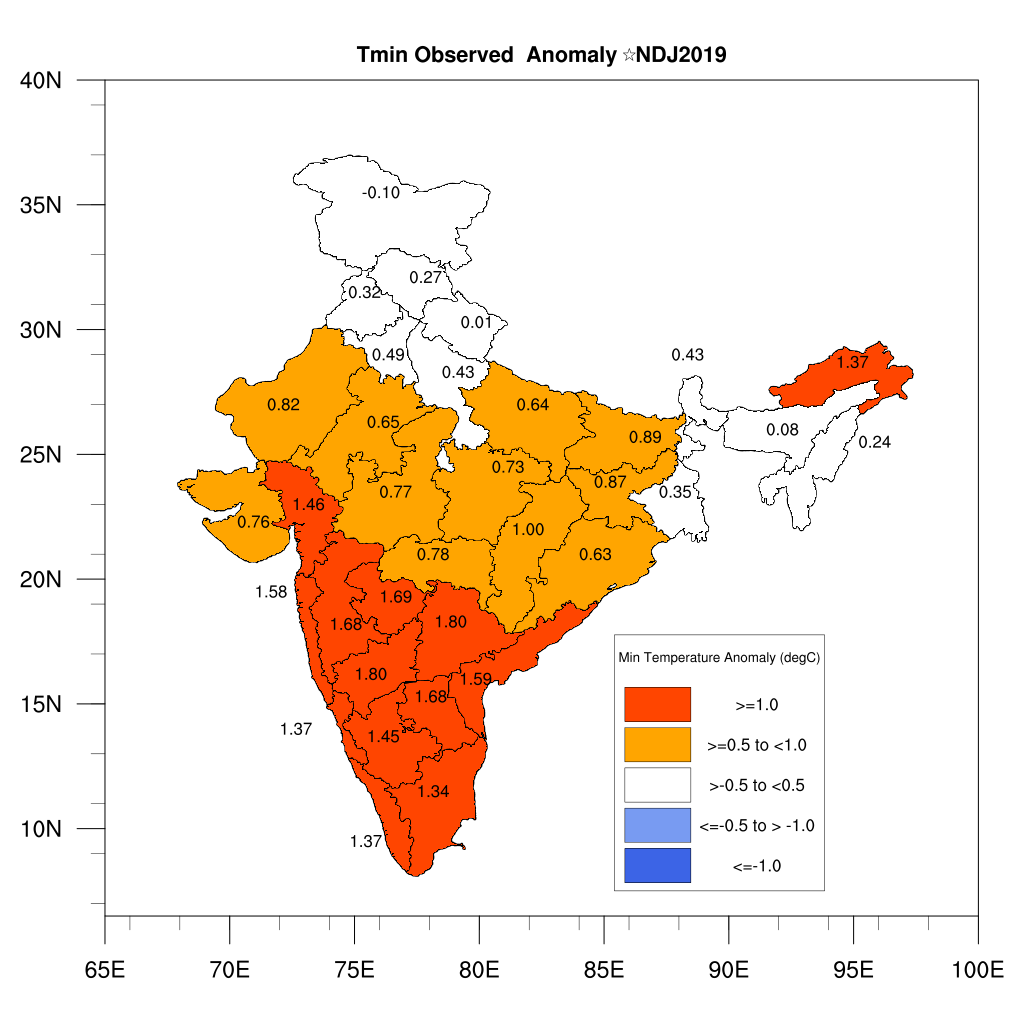 Tmin Observed  Anomaly ☆NDJ2019
40N
35N
30N
25N
20N
15N
10N
-0.10
0.27
0.32
0.01
0.49
0.43
0.43
1.37
0.82
0.65
0.64
0.89
0.08
0.24
0.73
0.87
0.77
0.35
1.46
0.76
1.00
0.78
0.63
1.58
1.69
1.68
1.80
1.80
1.59
1.68
1.37
1.45
1.34
1.37
Min Temperature Anomaly (degC)
>=1.0
>=0.5 to <1.0
>-0.5 to <0.5
<=-0.5 to > -1.0
<=-1.0
65E 70E 75E 80E 85E 90E 95E 100E